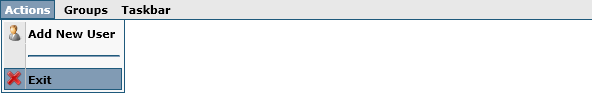 Actions Groups Taskbar
Add New User
Exit